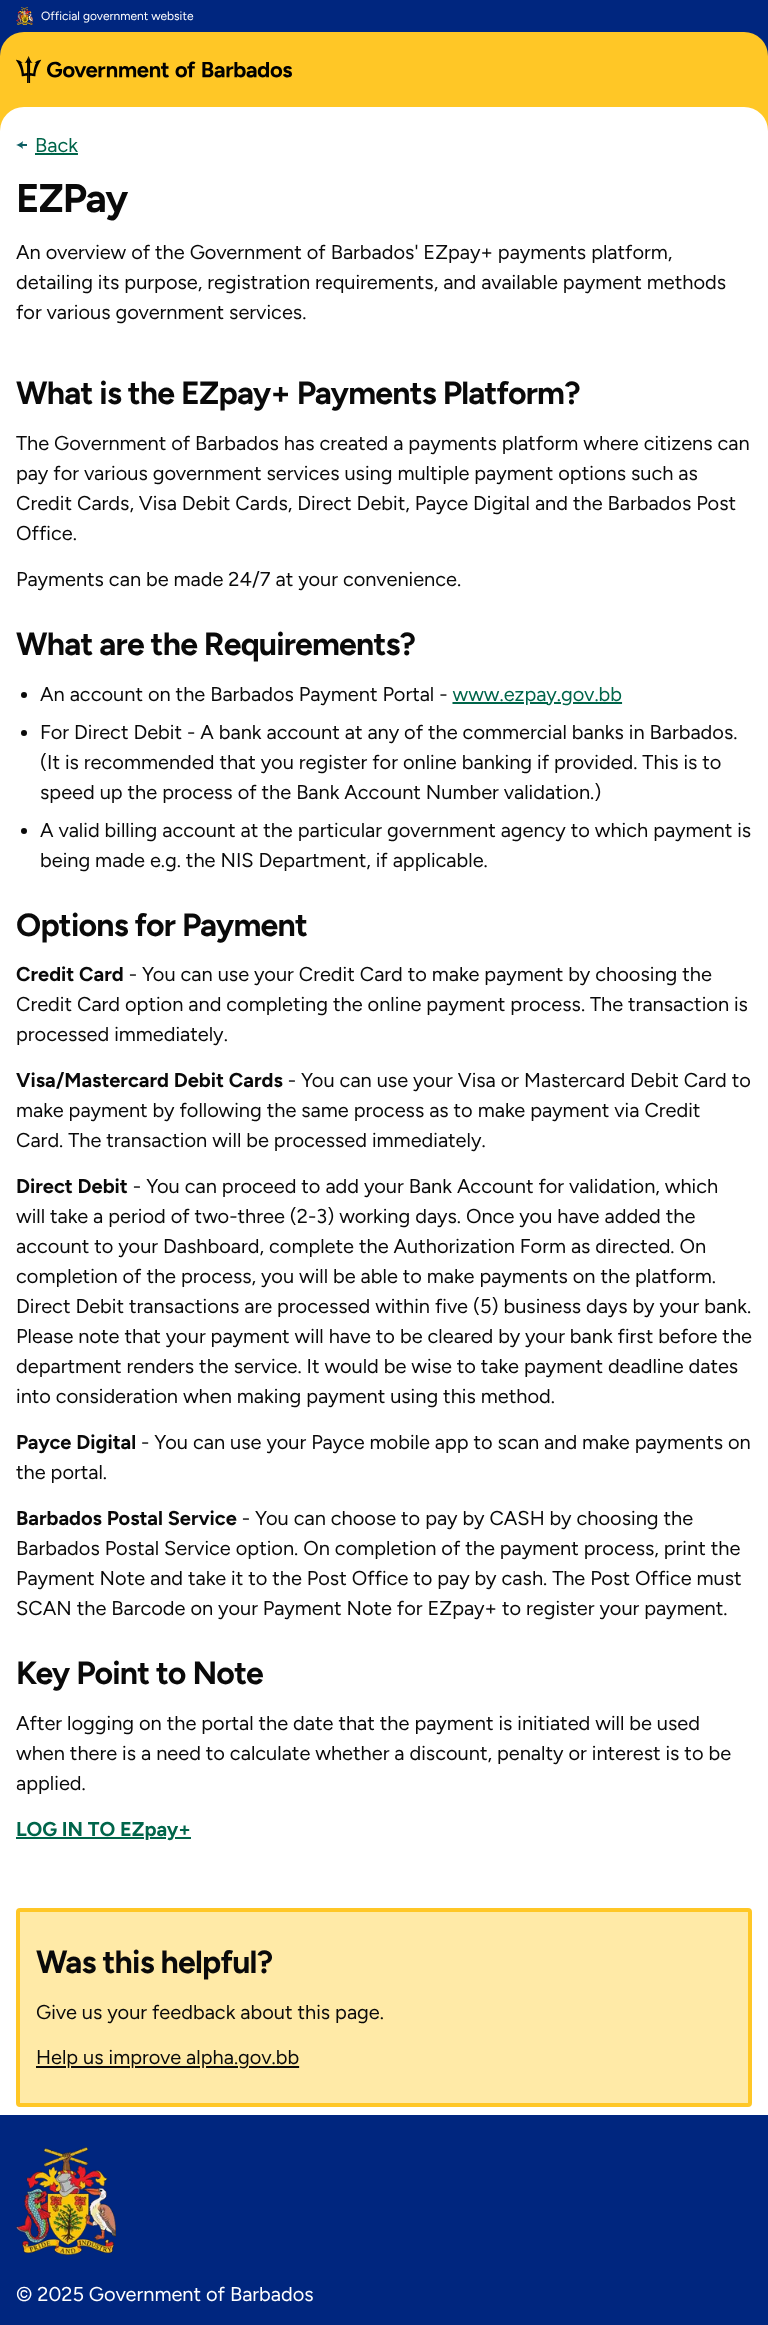 Official government website
Government of Barbados
← Back
EZPay
An overview of the Government of Barbados' EZpay+ payments platform,
detailing its purpose, registration requirements, and available payment methods
for various government services.
What is the EZpay+ Payments Platform?
The Government of Barbados has created a payments platform where citizens can
pay for various government services using multiple payment options such as
Credit Cards, Visa Debit Cards, Direct Debit, Payce Digital and the Barbados Post
Office.
Payments can be made 24/7 at your convenience.
What are the Requirements?
• An account on the Barbados Payment Portal - www.ezpay.gov.bb
• For Direct Debit - A bank account at any of the commercial banks in Barbados.
(It is recommended that you register for online banking if provided. This is to
speed up the process of the Bank Account Number validation.)
• A valid billing account at the particular government agency to which payment is
being made e.g. the NIS Department, if applicable.
Options for Payment
Credit Card - You can use your Credit Card to make payment by choosing the
Credit Card option and completing the online payment process. The transaction is
processed immediately.
Visa/Mastercard Debit Cards - You can use your Visa or Mastercard Debit Card to
make payment by following the same process as to make payment via Credit
Card. The transaction will be processed immediately.
Direct Debit - You can proceed to add your Bank Account for validation, which
will take a period of two-three (2-3) working days. Once you have added the
account to your Dashboard, complete the Authorization Form as directed. On
completion of the process, you will be able to make payments on the platform.
Direct Debit transactions are processed within five (5) business days by your bank.
Please note that your payment will have to be cleared by your bank first before the
department renders the service. It would be wise to take payment deadline dates
into consideration when making payment using this method.
Payce Digital - You can use your Payce mobile app to scan and make payments on
the portal.
Barbados Postal Service - You can choose to pay by CASH by choosing the
Barbados Postal Service option. On completion of the payment process, print the
Payment Note and take it to the Post Office to pay by cash. The Post Office must
SCAN the Barcode on your Payment Note for EZpay+ to register your payment.
Key Point to Note
After logging on the portal the date that the payment is initiated will be used
when there is a need to calculate whether a discount, penalty or interest is to be
applied.
LOG IN TO EZpay+
Was this helpful?
Give us your feedback about this page.
Help us improve alpha.gov.bb
PRIDE AND INDUSTRY
© 2025 Government of Barbados